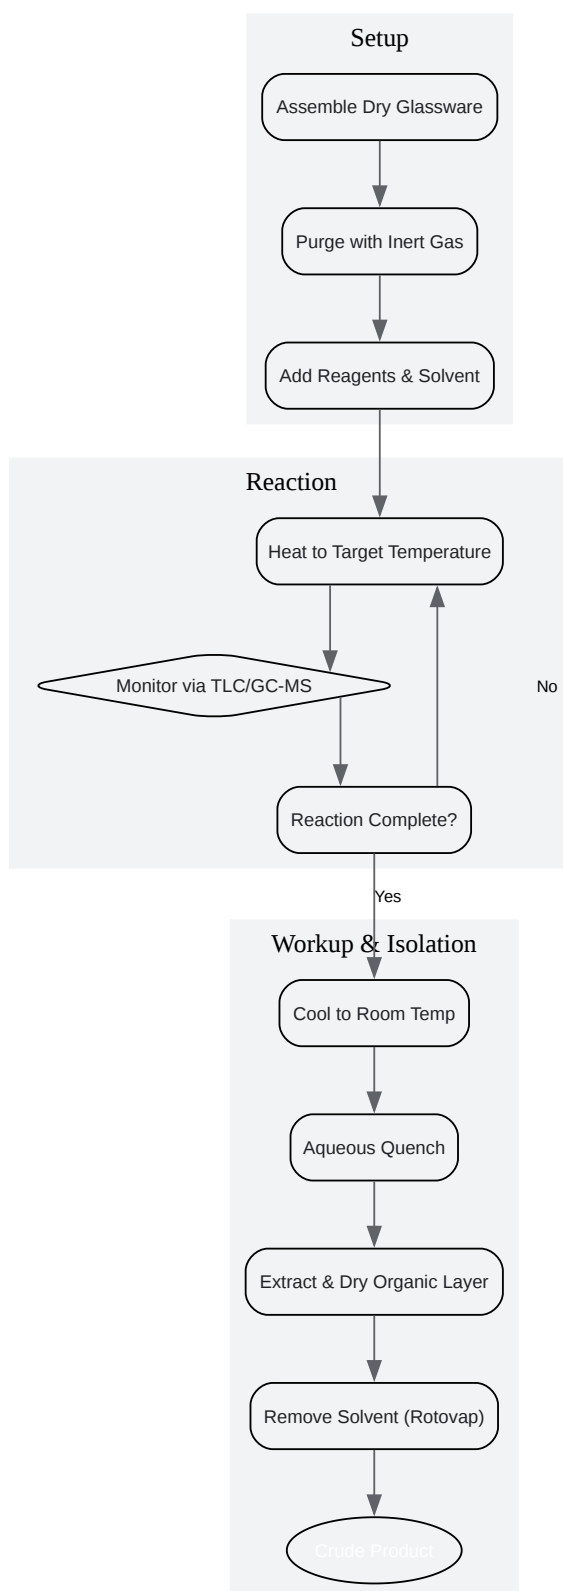 Setup
Assemble Dry Glassware
Purge with Inert Gas
Add Reagents & Solvent
Reaction
Heat to Target Temperature
Monitor via TLC/GC-MS
No
Reaction Complete?
Yes
Workup & Isolation
Cool to Room Temp
Aqueous Quench
Extract & Dry Organic Layer
Remove Solvent (Rotovap)
Crude Product